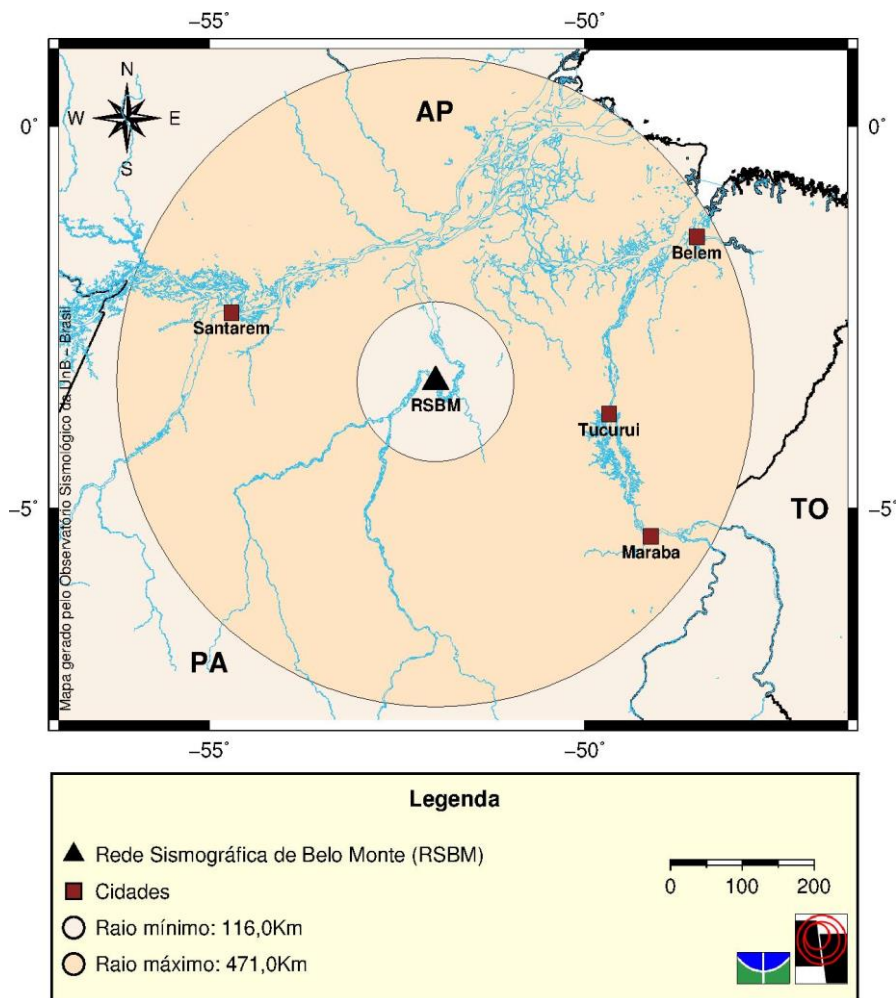 −55˚ −50˚
N
W E
S
AP
0˚
Belem
Santarem
RSBM
Tucurui
−5˚ −5˚
TO
Maraba
PA
Mapa gerado pelo Observatório Sismológico da UnB − Brasil
−55˚ −50˚
Legenda
Rede Sismográfica de Belo Monte (RSBM)
Cidades
0 100 200
Raio mínimo: 116,0Km
Raio máximo: 471,0Km